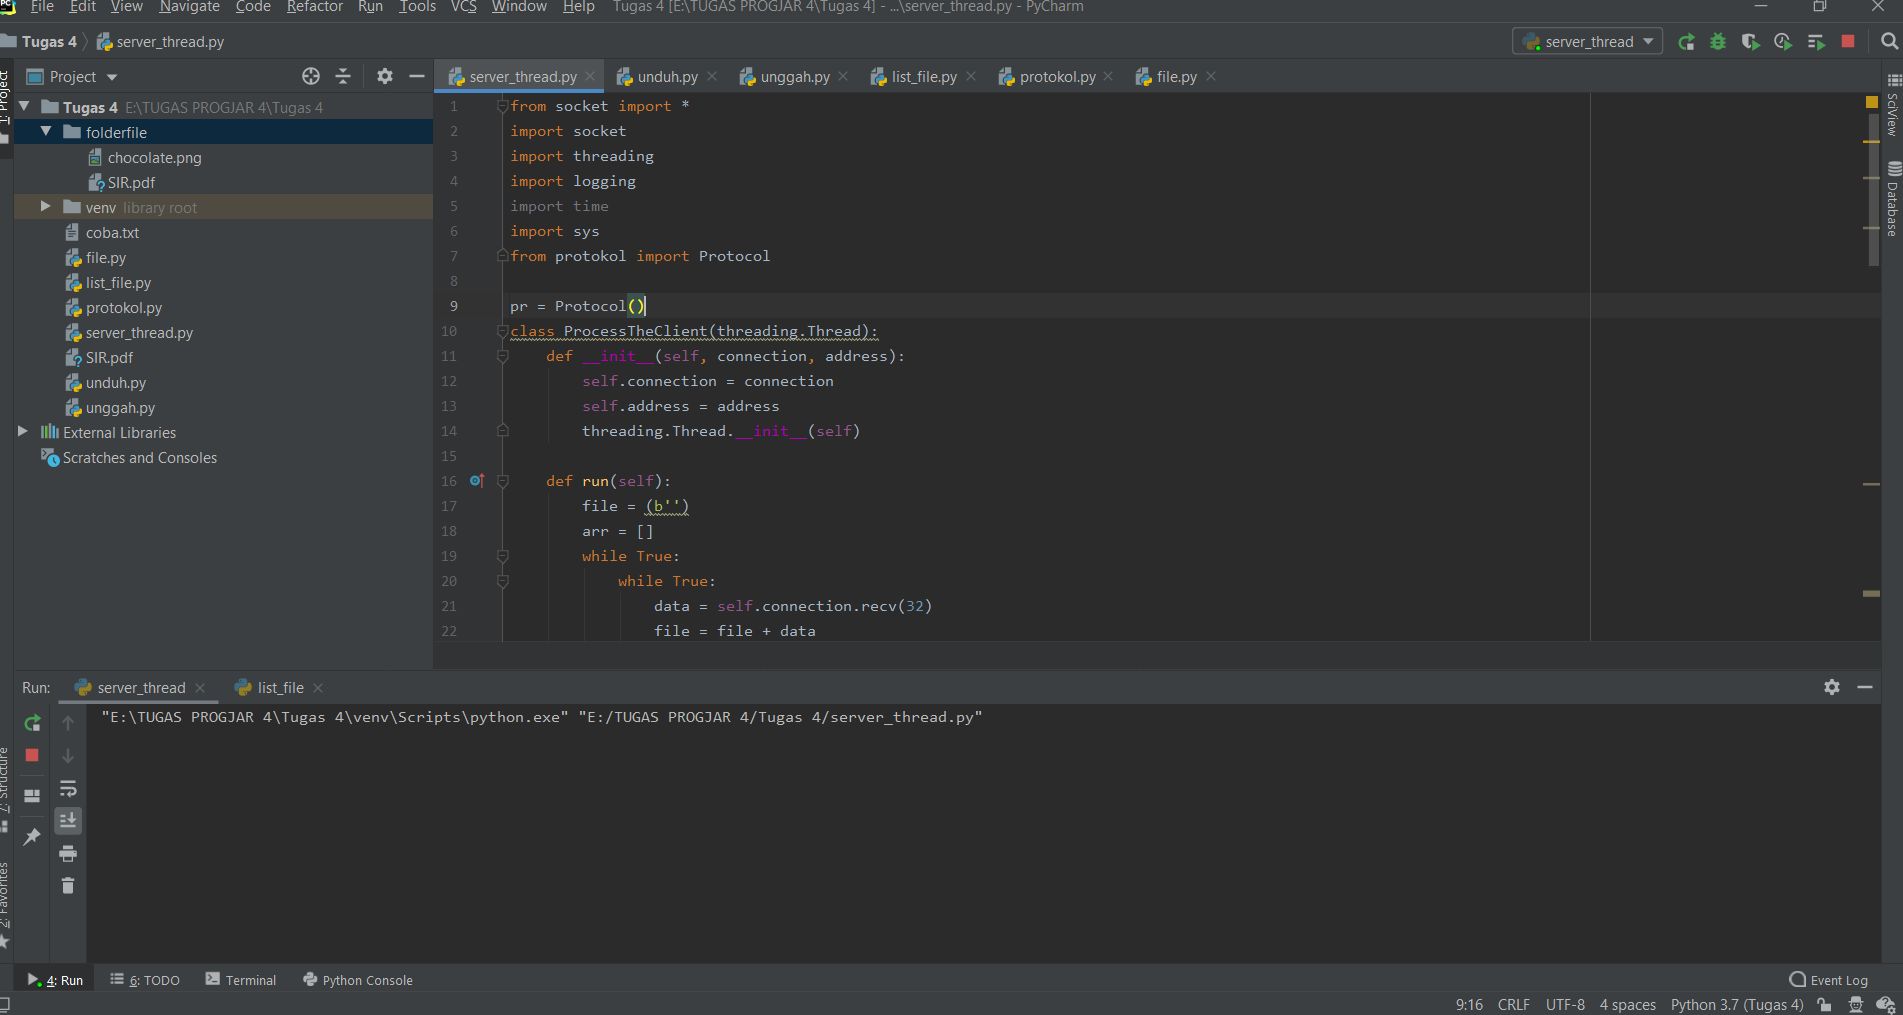 File Edit View Navigate Code Refactor Run Tools VCS Window Help Tugas 4 [E:\TUGAS PROGJAR 4\Tugas 4] - ...\server_thread.py - PyCharm
Tugas 4 server_thread.py server_thread
1: Project
Project
server_thread.py unduh.py unggah.py list_file.py protokol.py file.py
Tugas 4 E:\TUGAS PROGJAR 4\Tugas 4
folderfile
chocolate.png
SIR.pdf
venv library root
coba.txt
file.py
list_file.py
protokol.py
server_thread.py
SIR.pdf
unduh.py
unggah.py
External Libraries
Scratches and Consoles
1 from socket import *
2 import socket
3 import threading
4 import logging
5 import time
6 import sys
7 from protokol import Protocol
8
9 pr = Protocol()
10 class ProcessTheClient(threading.Thread):
11 def __init__(self, connection, address):
12 self.connection = connection
13 self.address = address
14 threading.Thread.__init__(self)
15
16 def run(self):
17 file = (b'')
18 arr = []
19 while True:
20 while True:
21 data = self.connection.recv(32)
22 file = file + data
SciView
Database
Run: server_thread list_file
"E:\TUGAS PROGJAR 4\Tugas 4\venv\Scripts\python.exe" "E:/TUGAS PROGJAR 4/Tugas 4/server_thread.py"
7: Structure
2: Favorites
4: Run 6: TODO Terminal Python Console Event Log
9:16 CRLF UTF-8 4 spaces Python 3.7 (Tugas 4)